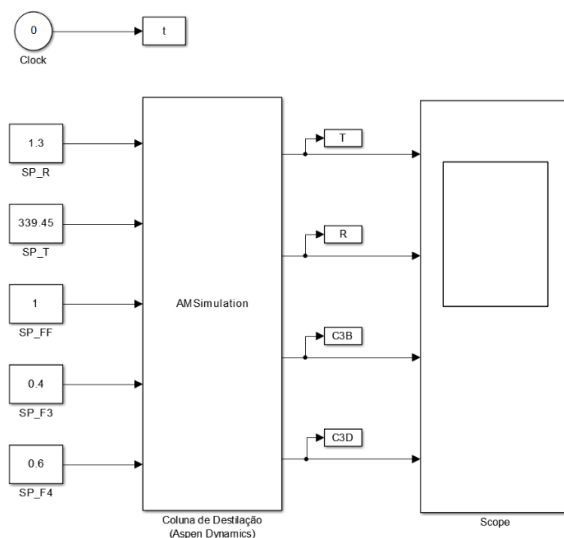 0
t
Clock
1.3
SP_R
339.45
SP_T
1
SP_FF
0.4
SP_F3
0.6
SP_F4
AMSimulation
Coluna de Destilação
(Aspen Dynamics)
T
R
C3B
C3D
Scope